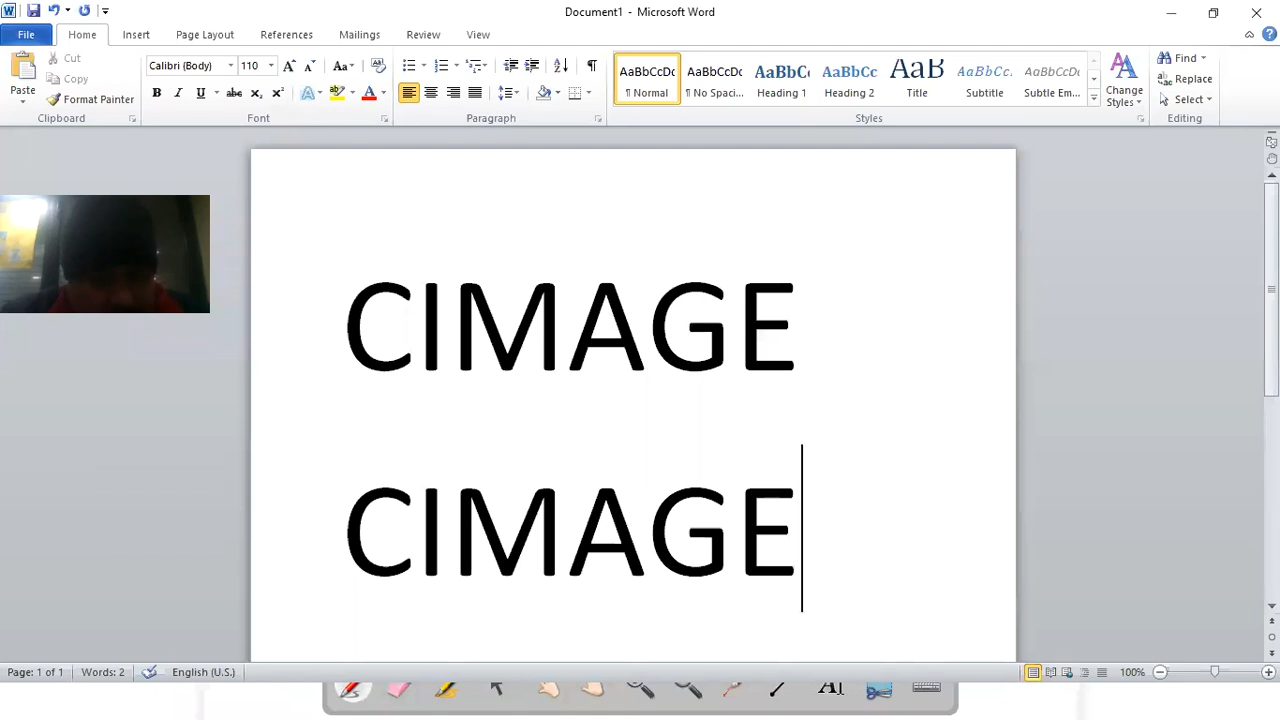 Document1 - Microsoft Word
File Home Insert Page Layout References Mailings Review View
Paste
Cut
Copy
Format Painter
Clipboard
Calibri (Body) 110
Font
Paragraph
AaBbCcDc AaBbCcDc AaBbCc AaBbCc AaB AaBbCc. AaBbCcDc
¶ Normal ¶ No Spaci... Heading 1 Heading 2 Title Subtitle Subtle Em...
Styles
Change Styles
Find
Replace
Select
Editing
CIMAGE
CIMAGE
Page: 1 of 1 Words: 2 English (U.S.) 100%